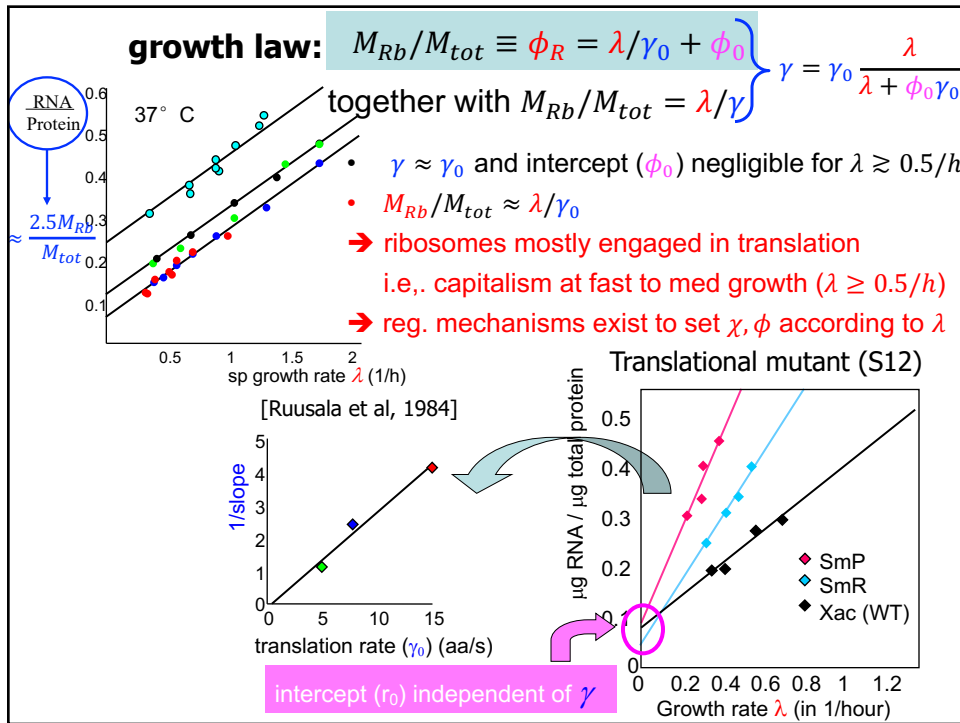 growth law: M_Rb/M_tot ≡ ϕ_R = λ/γ_0 + ϕ_0
together with M_Rb/M_tot = λ/γ
γ = γ_0 λ/(λ + ϕ_0γ_0)
RNA
Protein
≈ 2.5M_Rb/M_tot
37° C
0.6
0.5
0.4
0.3
0.2
0.1
0.5 1 1.5 2
sp growth rate λ (1/h)
• γ ≈ γ_0 and intercept (ϕ_0) negligible for λ ≳ 0.5/h
• M_Rb/M_tot ≈ λ/γ_0
➔ ribosomes mostly engaged in translation
i.e,. capitalism at fast to med growth (λ ≥ 0.5/h)
➔ reg. mechanisms exist to set χ, ϕ according to λ
[Ruusala et al, 1984]
1/slope
5
4
3
2
1
0
0 5 10 15
translation rate (γ_0) (aa/s)
Translational mutant (S12)
μg RNA / μg total protein
0.5
0.4
0.3
0.2
0.1
0
SmP
SmR
Xac (WT)
0 0.2 0.4 0.6 0.8 1 1.2
Growth rate λ (in 1/hour)
intercept (r_0) independent of γ